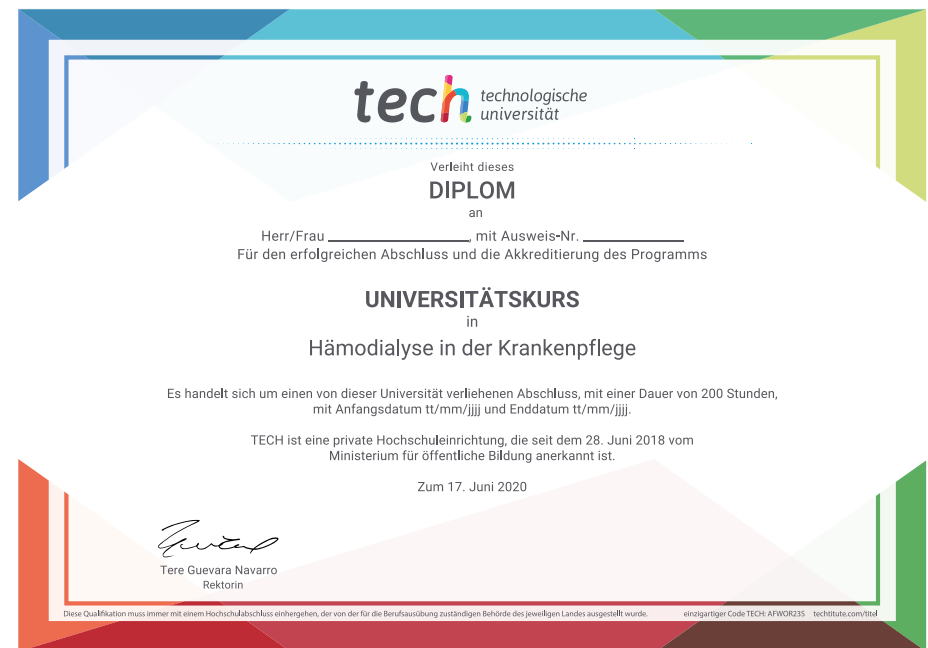 tech technologische
universität
Verleiht dieses
DIPLOM
an
Herr/Frau __________________, mit Ausweis-Nr. _____________
Für den erfolgreichen Abschluss und die Akkreditierung des Programms
UNIVERSITÄTSKURS
in
Hämodialyse in der Krankenpflege
Es handelt sich um einen von dieser Universität verliehenen Abschluss, mit einer Dauer von 200 Stunden,
mit Anfangsdatum tt/mm/jjjj und Enddatum tt/mm/jjjj.
TECH ist eine private Hochschuleinrichtung, die seit dem 28. Juni 2018 vom
Ministerium für öffentliche Bildung anerkannt ist.
Zum 17. Juni 2020
Tere Guevara Navarro
Rektorin
Diese Qualifikation muss immer mit einem Hochschulabschluss einhergehen, der von der für die Berufsausübung zuständigen Behörde des jeweiligen Landes ausgestellt wurde. einzigartiger Code TECH: AFWOR23S techtitute.com/titel